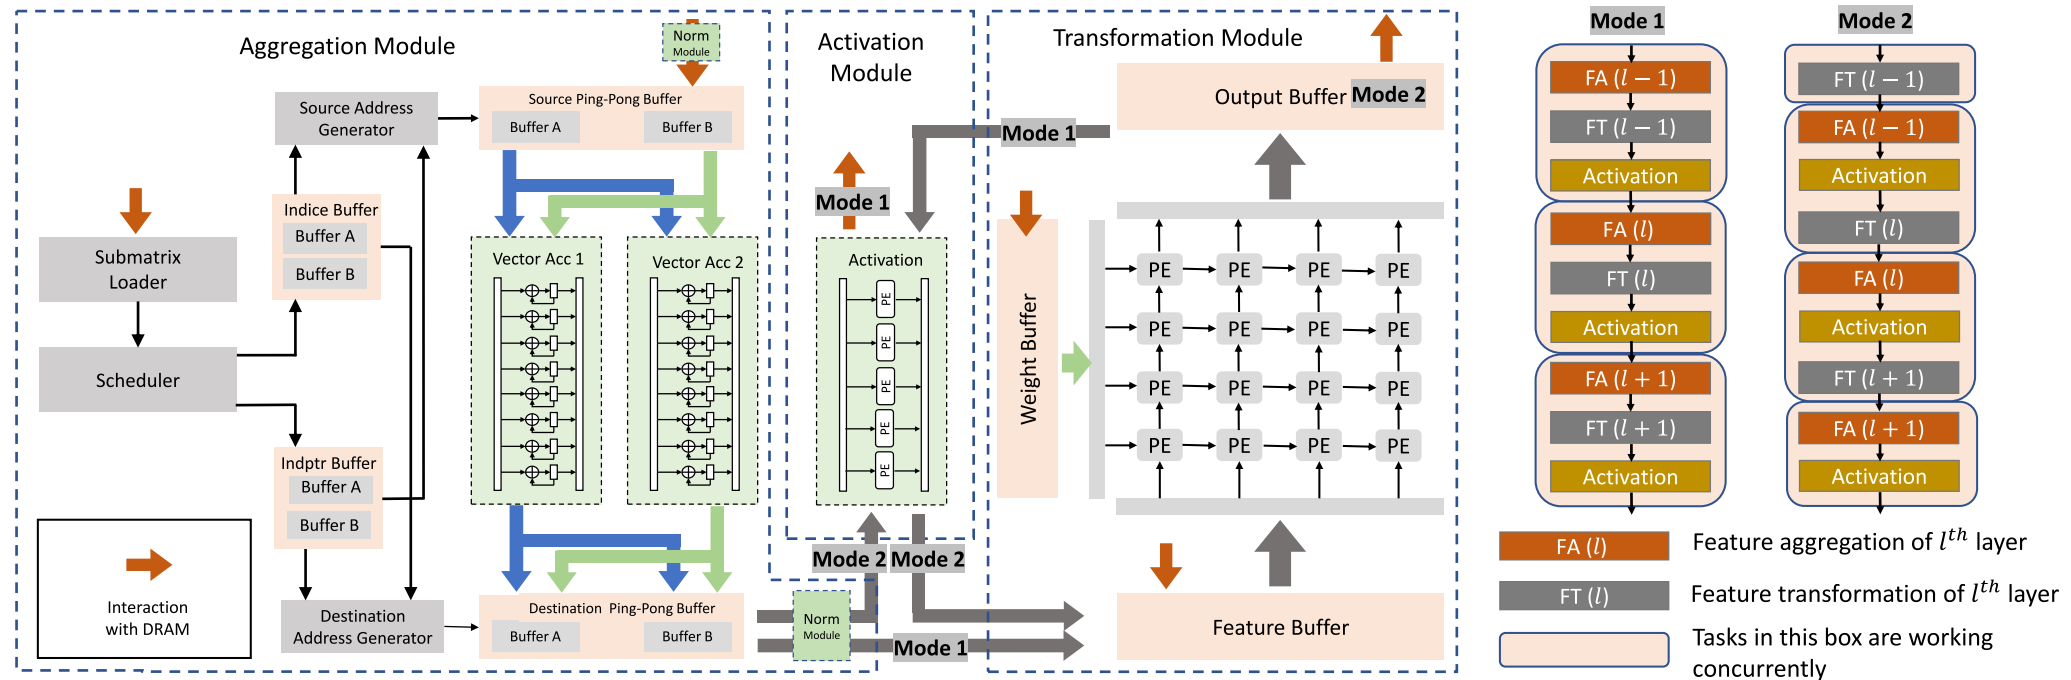 Aggregation Module
Norm
Module
Source Address
Generator
Source Ping-Pong Buffer
Buffer A
Buffer B
Indice Buffer
Buffer A
Buffer B
Submatrix
Loader
Scheduler
Vector Acc 1
Vector Acc 2
Indptr Buffer
Buffer A
Buffer B
Interaction
with DRAM
Destination
Address Generator
Destination Ping-Pong Buffer
Buffer A
Buffer B
Norm
Module
Activation
Module
Mode 1
Activation
PE
PE
PE
PE
PE
Mode 2
Mode 2
Mode 1
Transformation Module
Output Buffer
Mode 2
Mode 1
Weight Buffer
PE PE PE PE
PE PE PE PE
PE PE PE PE
PE PE PE PE
Feature Buffer
Mode 1
FA (l − 1)
FT (l − 1)
Activation
FA (l)
FT (l)
Activation
FA (l + 1)
FT (l + 1)
Activation
Mode 2
FT (l − 1)
FA (l − 1)
Activation
FT (l)
FA (l)
Activation
FT (l + 1)
FA (l + 1)
Activation
FA (l)
Feature aggregation of l^th layer
FT (l)
Feature transformation of l^th layer
Tasks in this box are working
concurrently